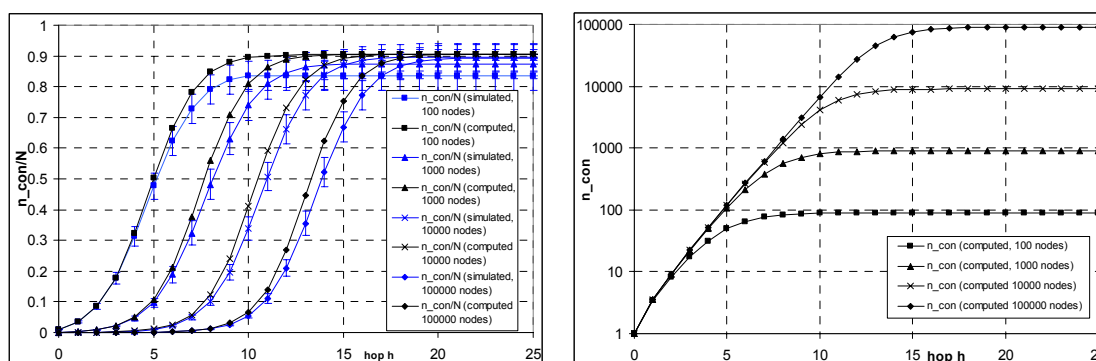 1
0.9
0.8
0.7
0.6
0.5
0.4
0.3
0.2
0.1
0
n_con/N
0 5 10 15 20 25
hop h
n_con/N (simulated,
100 nodes)
n_con/N (computed,
100 nodes)
n_con/N (simulated,
1000 nodes)
n_con/N (computed,
1000 nodes)
n_con/N (simulated,
10000 nodes)
n_con/N (computed
10000 nodes)
n_con/N (simulated,
100000 nodes)
n_con/N (computed
100000 nodes)
100000
10000
1000
100
10
1
n_con
0 5 10 15 20 25
hop h
n_con (computed, 100 nodes)
n_con (computed, 1000 nodes)
n_con (computed 10000 nodes)
n_con (computed 100000 nodes)